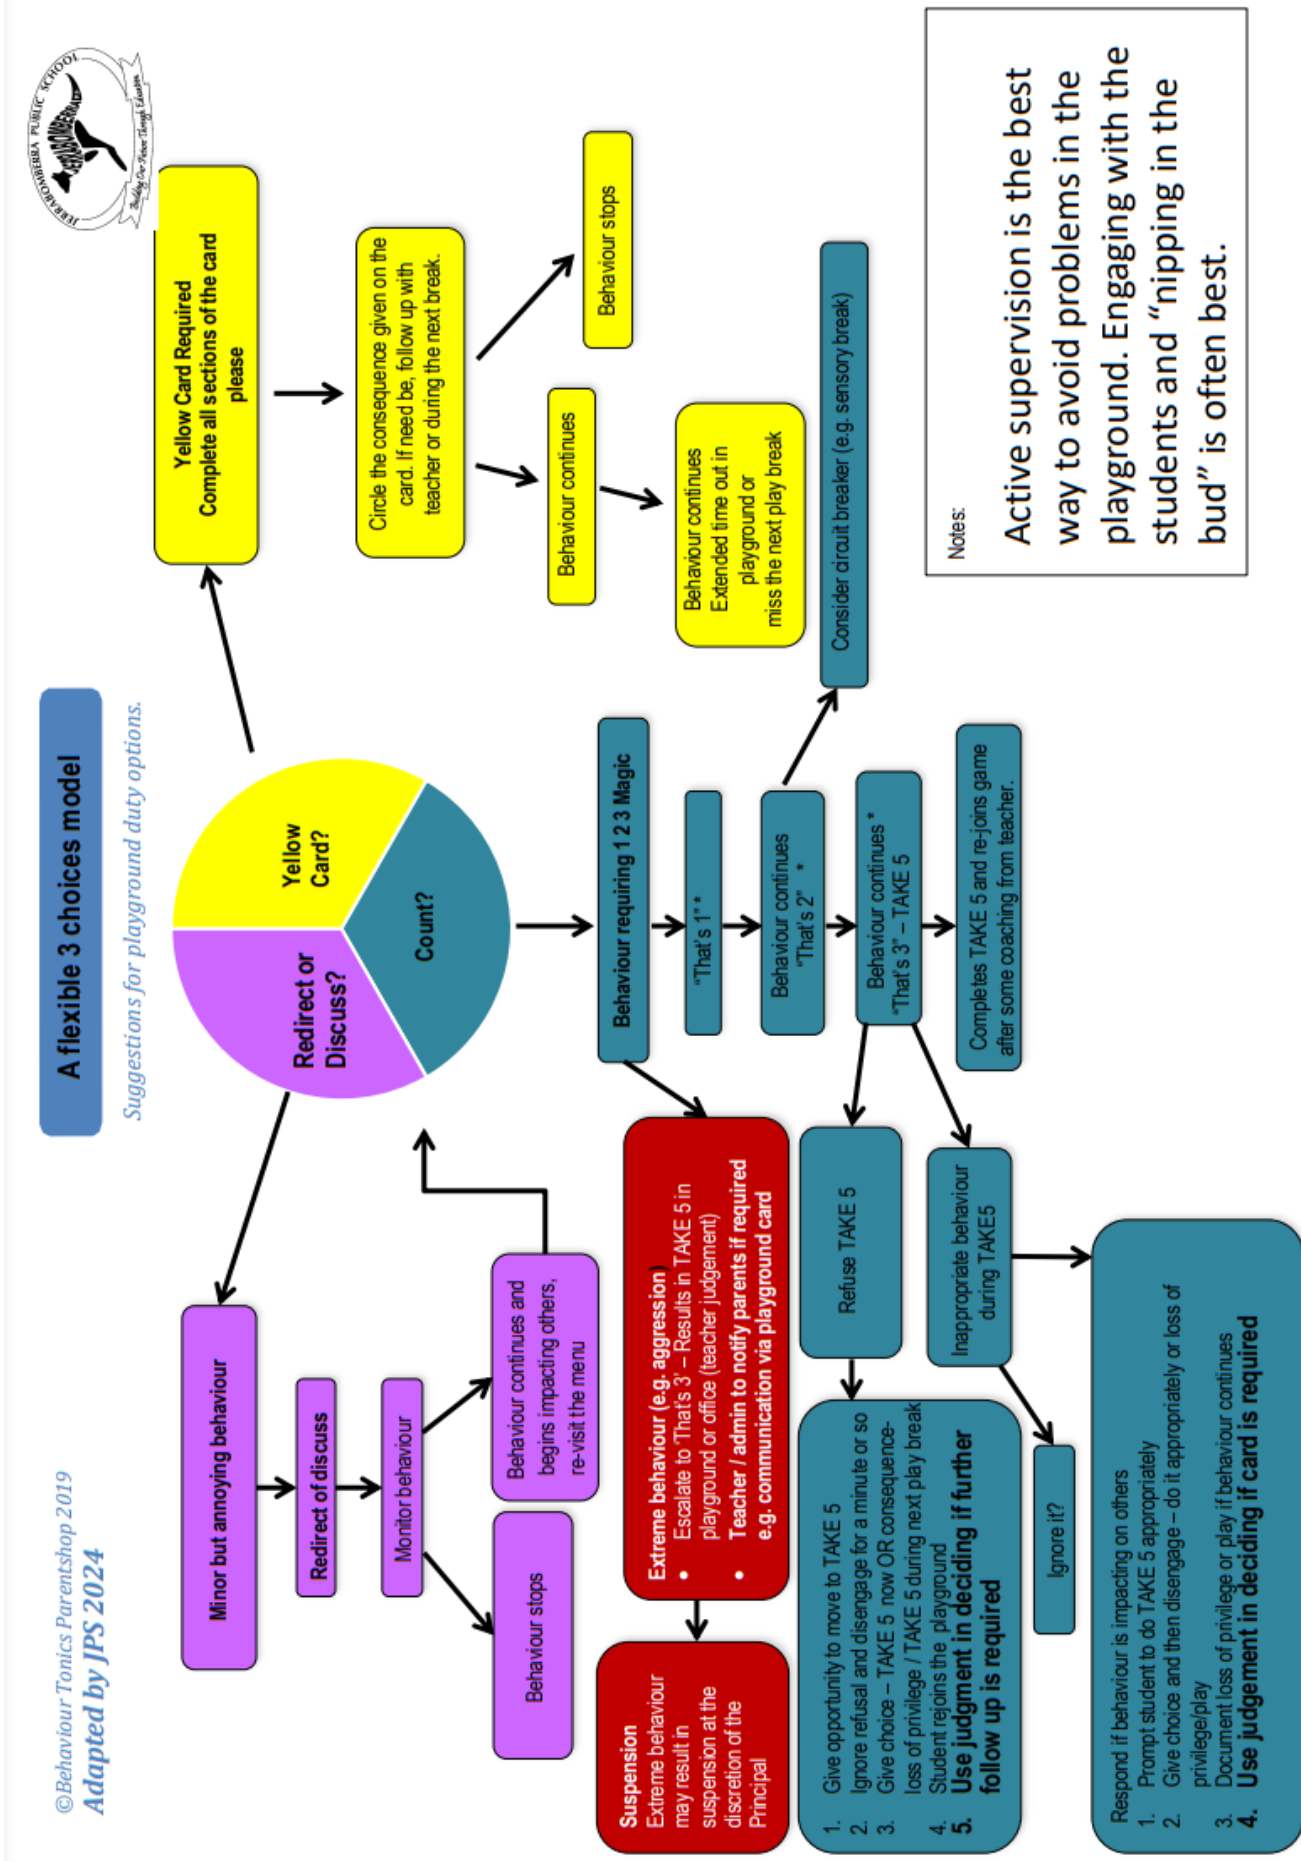 ©Behaviour Tonics Parentshop 2019
Adapted by JPS 2024
A flexible 3 choices model
Suggestions for playground duty options.
JERRABOMBERRA PUBLIC SCHOOL
JERRABOMBERRA
Building Our Future Through Education
Redirect or
Discuss?
Yellow
Card?
Count?
Minor but annoying behaviour
Redirect of discuss
Monitor behaviour
Behaviour stops
Behaviour continues and
begins impacting others,
re-visit the menu
Yellow Card Required
Complete all sections of the card
please
Circle the consequence given on the
card. If need be, follow up with
teacher or during the next break.
Behaviour continues
Behaviour stops
Behaviour continues
Extended time out in
playground or
miss the next play break
Behaviour requiring 1 2 3 Magic
"That's 1" *
Behaviour continues
"That's 2" *
Consider circuit breaker (e.g. sensory break)
Behaviour continues *
"That's 3" – TAKE 5
Completes TAKE 5 and re-joins game
after some coaching from teacher.
Extreme behaviour (e.g. aggression)
• Escalate to 'That's 3' – Results in TAKE 5 in
playground or office (teacher judgement)
• Teacher / admin to notify parents if required
e.g. communication via playground card
Suspension
Extreme behaviour
may result in
suspension at the
discretion of the
Principal
Refuse TAKE 5
1. Give opportunity to move to TAKE 5
2. Ignore refusal and disengage for a minute or so
3. Give choice – TAKE 5 now OR consequence-
loss of privilege / TAKE 5 during next play break
4. Student rejoins the playground
5. Use judgment in deciding if further
follow up is required
Inappropriate behaviour
during TAKE5
Ignore it?
Respond if behaviour is impacting on others
1. Prompt student to do TAKE 5 appropriately
2. Give choice and then disengage – do it appropriately or loss of
privilege/play
3. Document loss of privilege or play if behaviour continues
4. Use judgement in deciding if card is required
Notes:
Active supervision is the best
way to avoid problems in the
playground. Engaging with the
students and “nipping in the
bud” is often best.